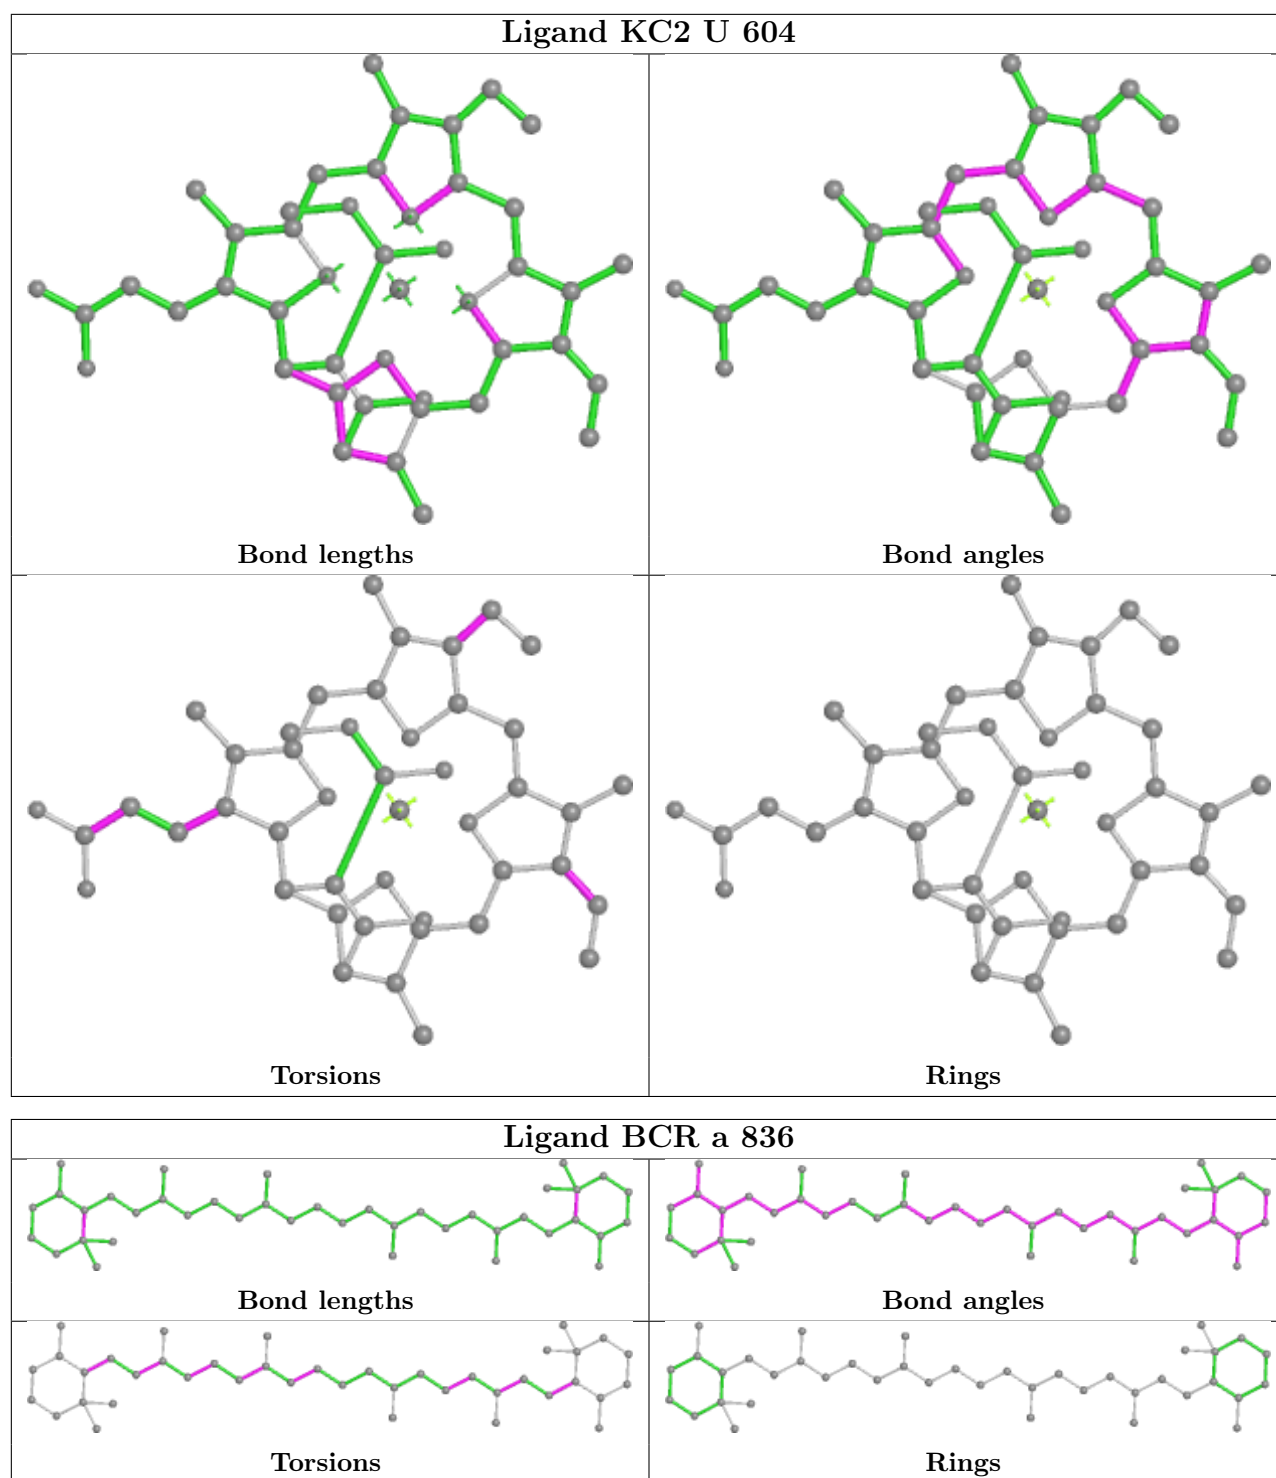 Ligand KC2 U 604
Bond lengths
Bond angles
Torsions
Rings
Ligand BCR a 836
Bond lengths
Bond angles
Torsions
Rings